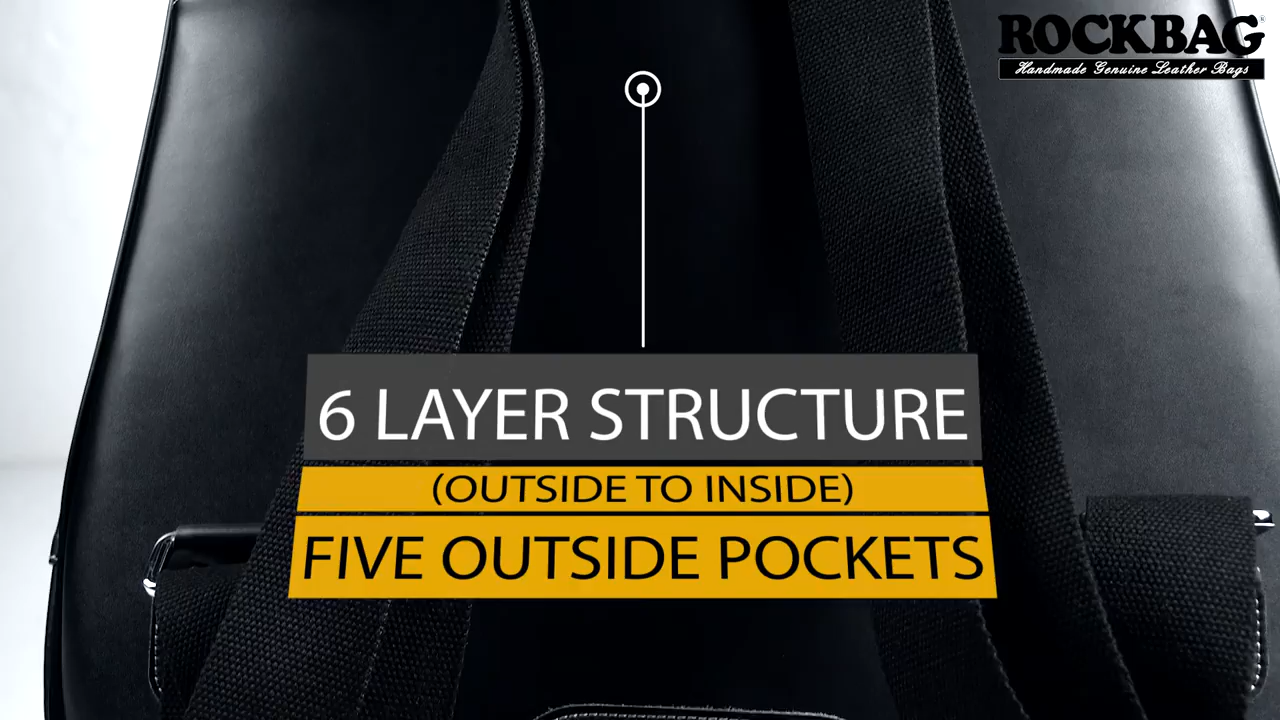 ROCKBAG®
Handmade Genuine Leather Bags
6 LAYER STRUCTURE
(OUTSIDE TO INSIDE)
FIVE OUTSIDE POCKETS